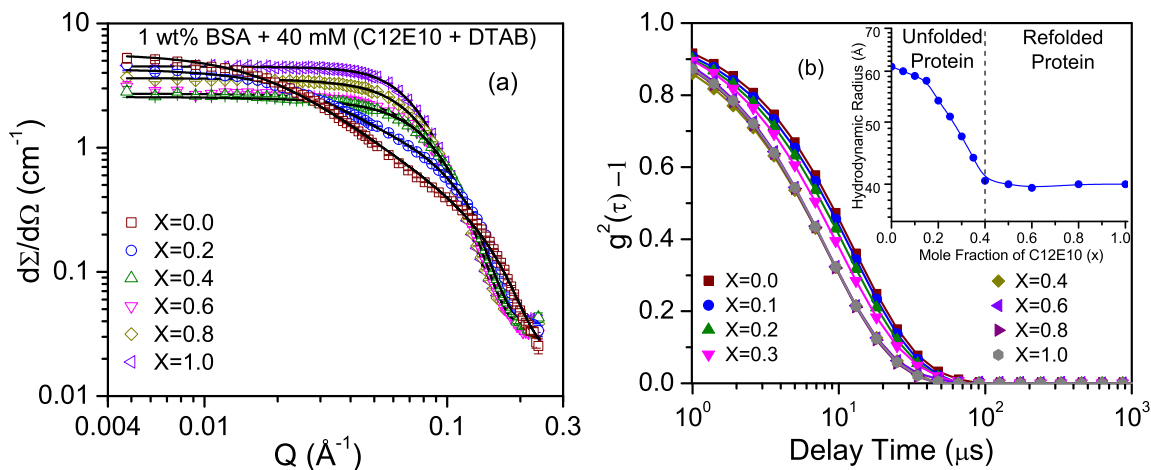 1 wt% BSA + 40 mM (C12E10 + DTAB)
(a)
dΣ/dΩ (cm⁻¹)
10
1
0.1
0.01
X=0.0
X=0.2
X=0.4
X=0.6
X=0.8
X=1.0
0.004
0.01
0.1
0.3
Q (Å⁻¹)
(b)
g²(τ)−1
1.0
0.8
0.6
0.4
0.2
0.0
X=0.0
X=0.1
X=0.2
X=0.3
X=0.4
X=0.6
X=0.8
X=1.0
10⁰
10¹
10²
10³
Delay Time (μs)
Unfolded
Protein
Refolded
Protein
Hydrodynamic Radius (Å)
70
60
50
40
0.0 0.2 0.4 0.6 0.8 1.0
Mole Fraction of C12E10 (x)